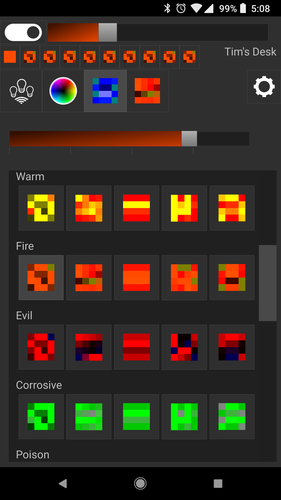 99% 5:08
Tim's Desk
Warm
Fire
Evil
Corrosive
Poison